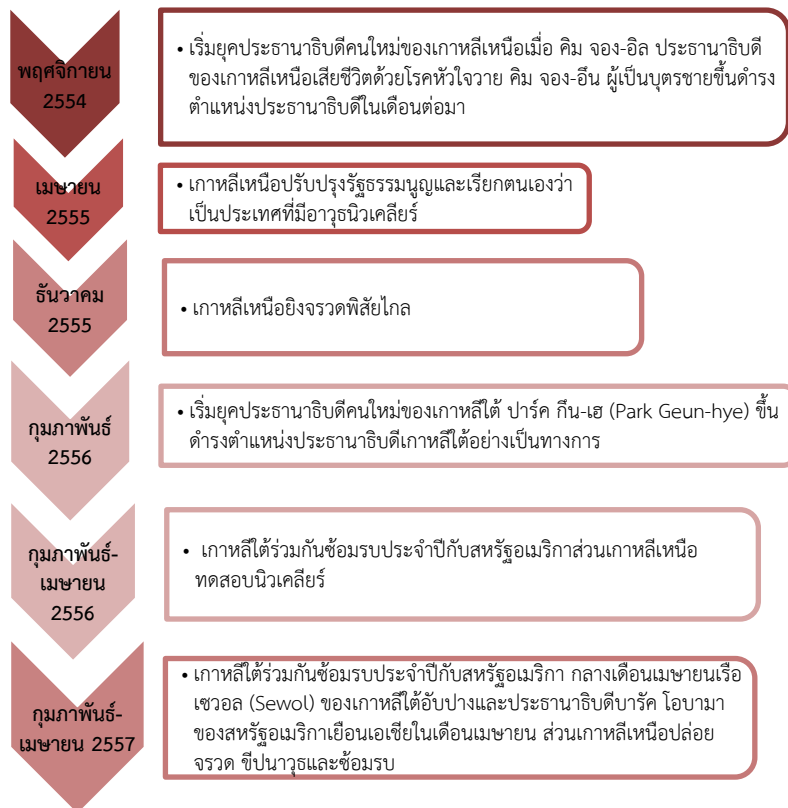 พฤศจิกายน
2554
• เริ่มยุคประธานาธิบดีคนใหม่ของเกาหลีเหนือเมื่อ คิม จอง-อิล ประธานาธิบดี
ของเกาหลีเหนือเสียชีวิตด้วยโรคหัวใจวาย คิม จอง-อึน ผู้เป็นบุตรชายขึ้นดำรง
ตำแหน่งประธานาธิบดีในเดือนต่อมา
เมษายน
2555
• เกาหลีเหนือปรับปรุงรัฐธรรมนูญและเรียกตนเองว่า
เป็นประเทศที่มีอาวุธนิวเคลียร์
ธันวาคม
2555
• เกาหลีเหนือยิงจรวดพิสัยไกล
กุมภาพันธ์
2556
• เริ่มยุคประธานาธิบดีคนใหม่ของเกาหลีใต้ ปาร์ค กึน-เฮ (Park Geun-hye) ขึ้น
ดำรงตำแหน่งประธานาธิบดีเกาหลีใต้อย่างเป็นทางการ
กุมภาพันธ์-
เมษายน
2556
• เกาหลีใต้ร่วมกันซ้อมรบประจำปีกับสหรัฐอเมริกาส่วนเกาหลีเหนือ
ทดสอบนิวเคลียร์
กุมภาพันธ์-
เมษายน 2557
• เกาหลีใต้ร่วมกันซ้อมรบประจำปีกับสหรัฐอเมริกา กลางเดือนเมษายนเรือ
เซวอล (Sewol) ของเกาหลีใต้อับปางและประธานาธิบดีบารัค โอบามา
ของสหรัฐอเมริกาเยือนเอเชียในเดือนเมษายน ส่วนเกาหลีเหนือปล่อย
จรวด ขีปนาวุธและซ้อมรบ